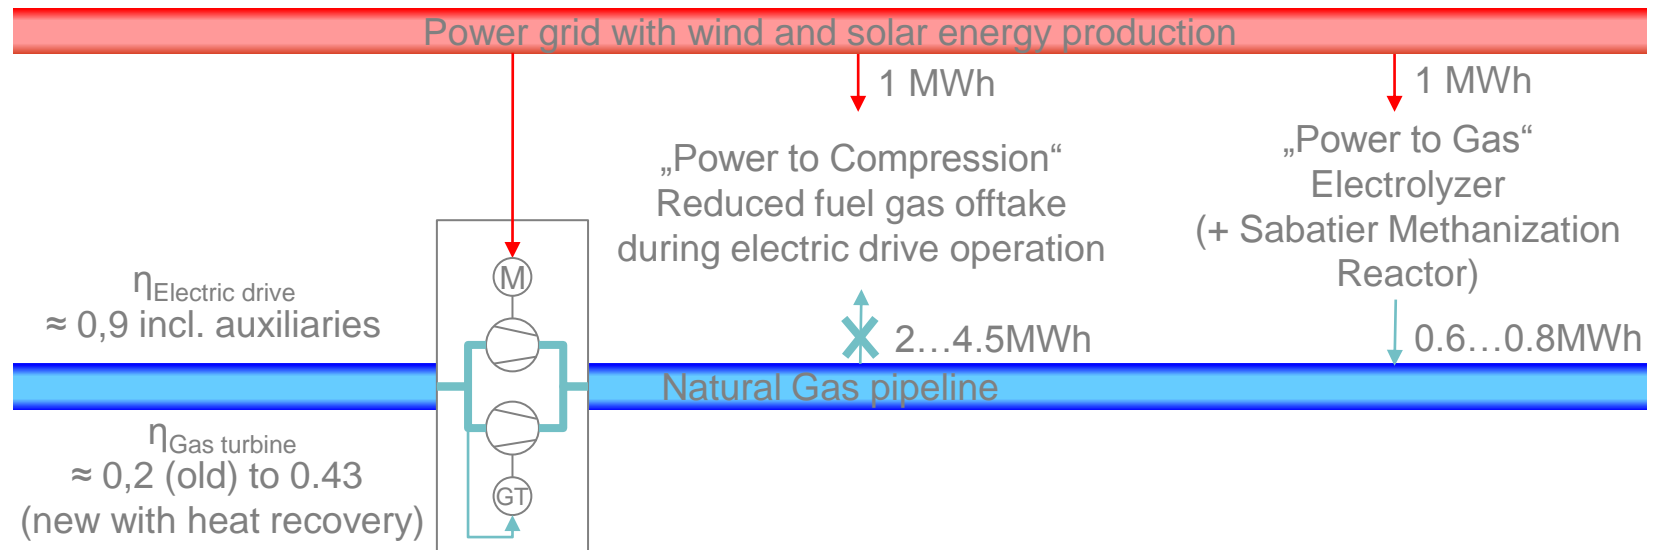 Power grid with wind and solar energy production
1 MWh
1 MWh
„Power to Compression“
Reduced fuel gas offtake
during electric drive operation
„Power to Gas“
Electrolyzer
(+ Sabatier Methanization
Reactor)
M
ηElectric drive
≈ 0,9 incl. auxiliaries
2…4.5MWh
0.6…0.8MWh
Natural Gas pipeline
ηGas turbine
≈ 0,2 (old) to 0.43
(new with heat recovery)
GT